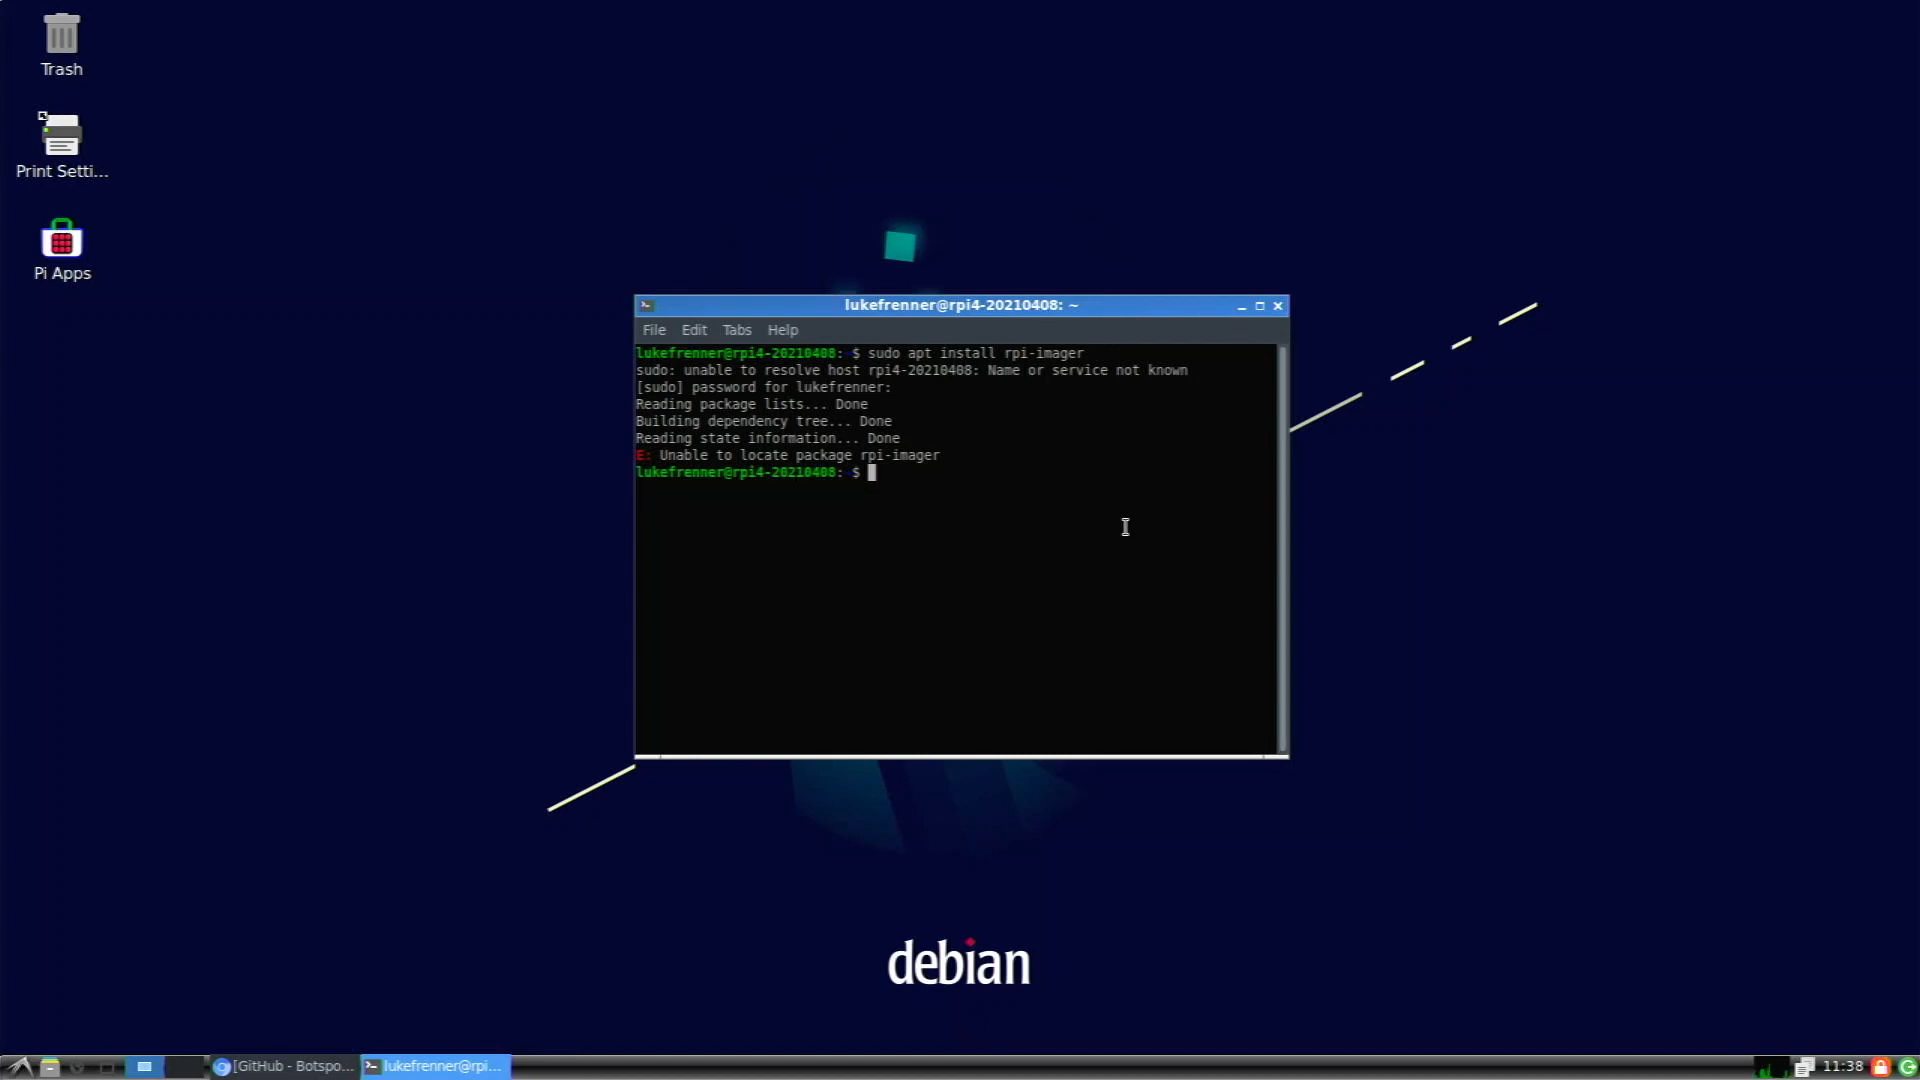 Trash
Print Setti...
Pi Apps
lukefrenner@rpi4-20210408: ~
File Edit Tabs Help
lukefrenner@rpi4-20210408:~$ sudo apt install rpi-imager
sudo: unable to resolve host rpi4-20210408: Name or service not known
[sudo] password for lukefrenner:
Reading package lists... Done
Building dependency tree... Done
Reading state information... Done
E: Unable to locate package rpi-imager
lukefrenner@rpi4-20210408:~$
debian
[GitHub - Botspo...
lukefrenner@rpi...
11:38